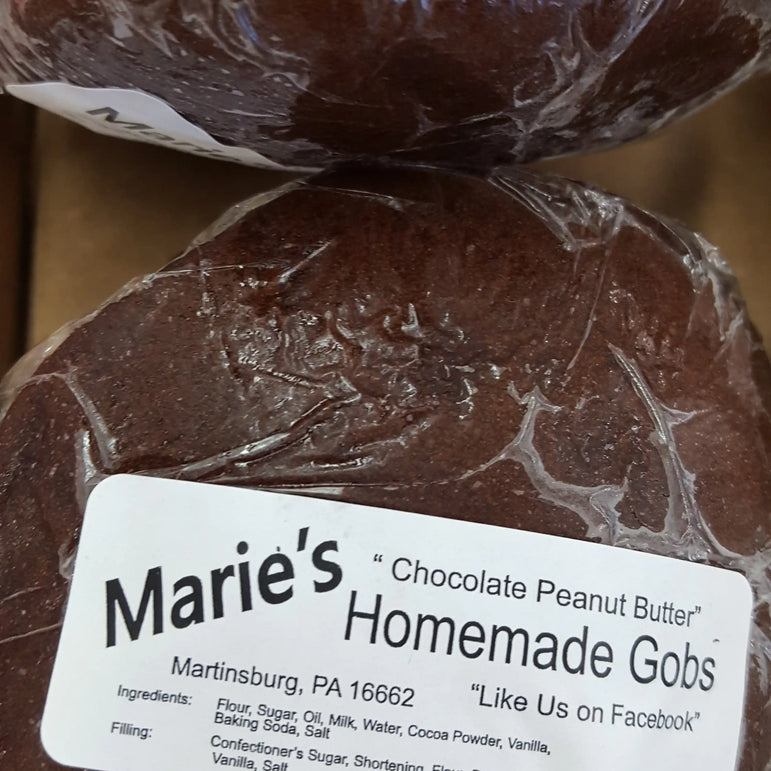 Marie's
Marie's
" Chocolate Peanut Butter"
Homemade Gobs
Martinsburg, PA 16662
"Like Us on Facebook"
Ingredients: Flour, Sugar, Oil, Milk, Water, Cocoa Powder, Vanilla,
Baking Soda, Salt
Filling: Confectioner's Sugar, Shortening,
Vanilla, Salt